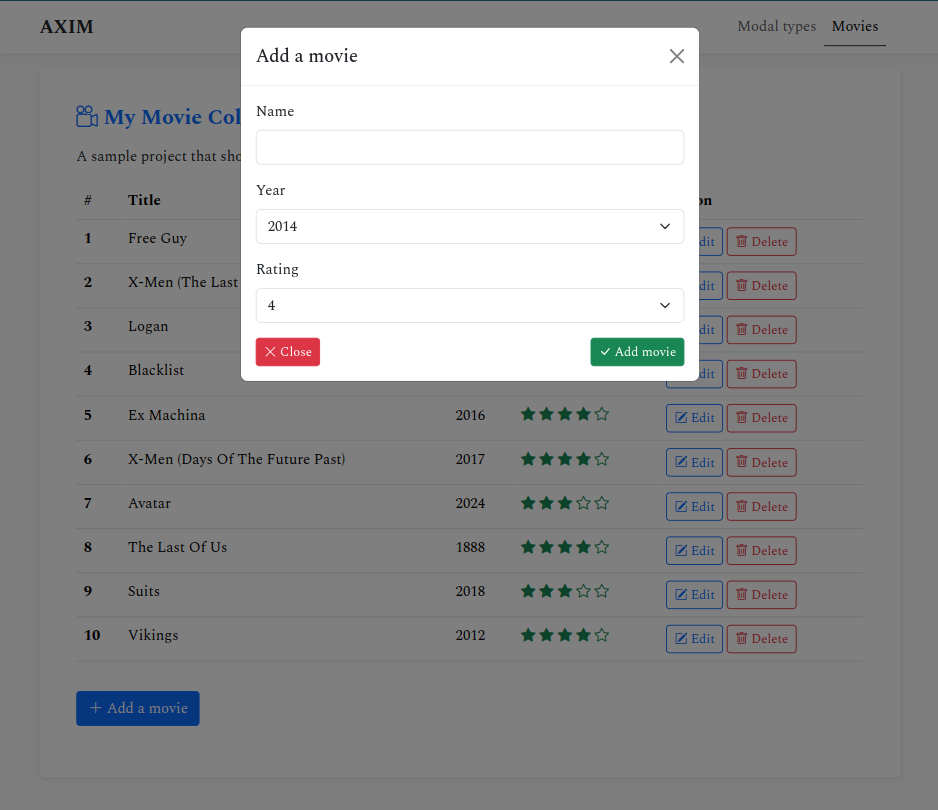 AXIM
Modal types Movies
Add a movie
Name
Year
2014
Rating
4
Close Add movie
My Movie Col
A sample project that sho
# Title on
1 Free Guy dit Delete
2 X-Men (The Last dit Delete
3 Logan dit Delete
4 Blacklist dit Delete
5 Ex Machina 2016 Edit Delete
6 X-Men (Days Of The Future Past) 2017 Edit Delete
7 Avatar 2024 Edit Delete
8 The Last Of Us 1888 Edit Delete
9 Suits 2018 Edit Delete
10 Vikings 2012 Edit Delete
+ Add a movie